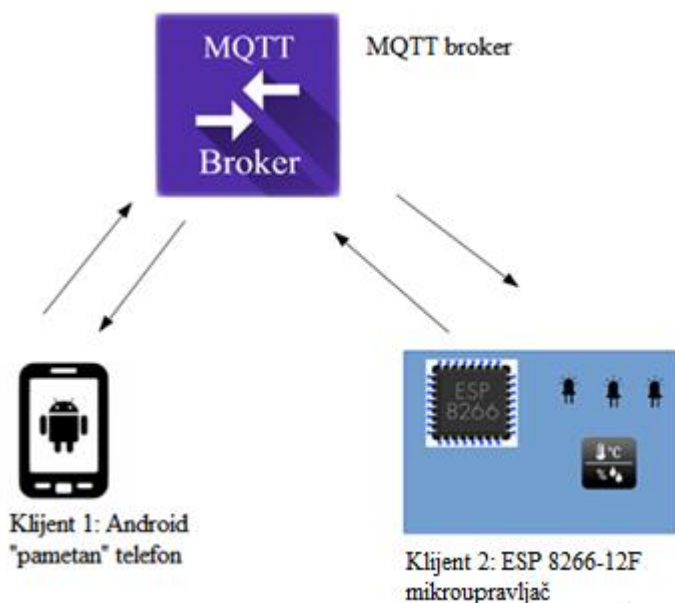 MQTT
Broker
MQTT broker
ESP
8266
°C
%
Klijent 1: Android
"pametan" telefon
Klijent 2: ESP 8266-12F
mikroupravljač